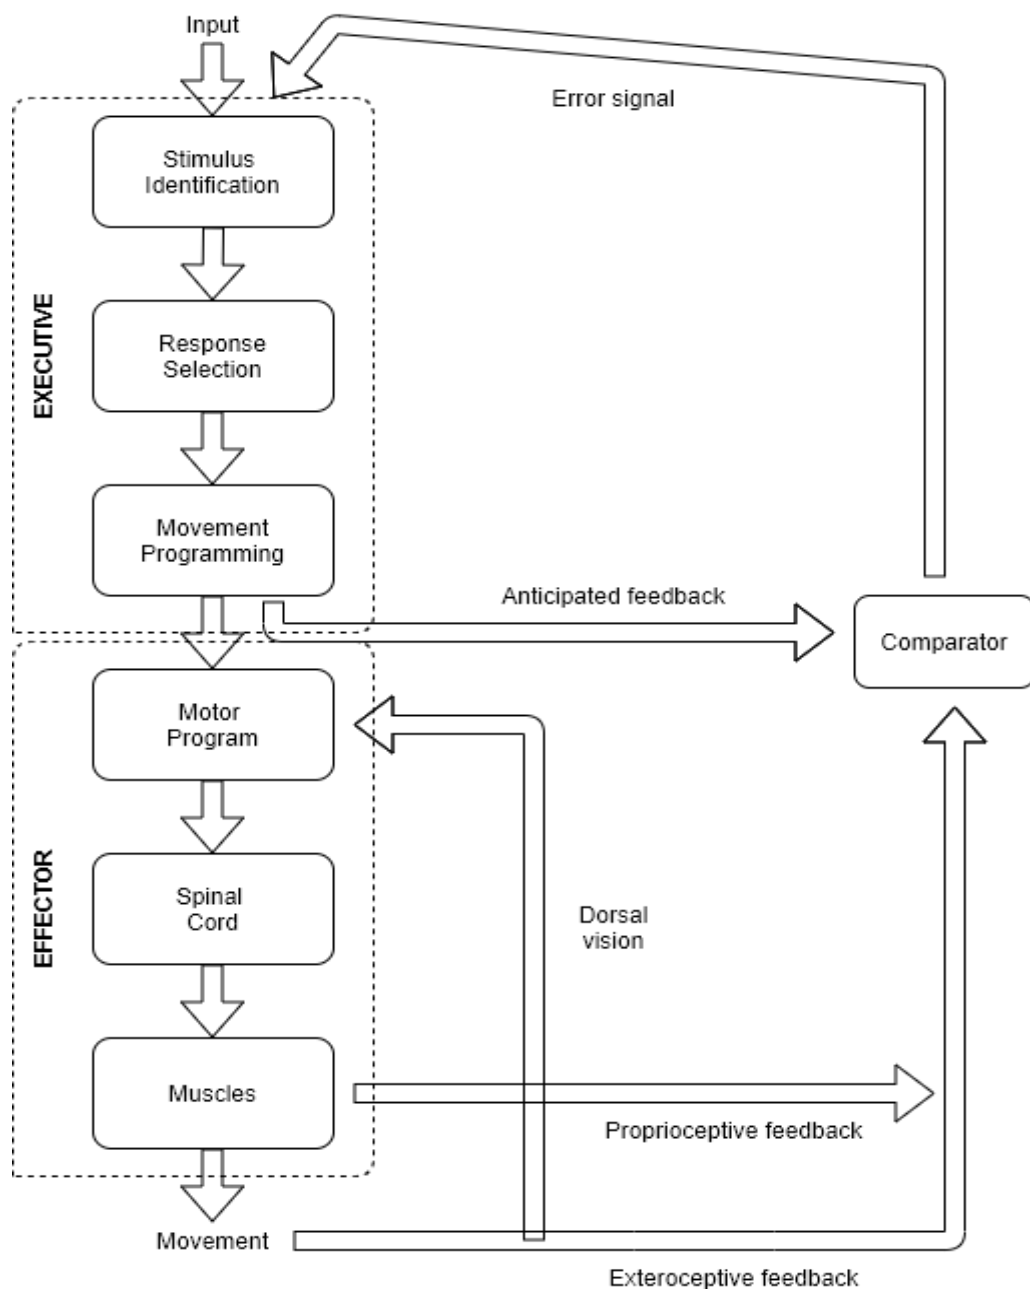 Input
Error signal
Stimulus
Identification
EXECUTIVE
Response
Selection
Movement
Programming
Anticipated feedback
Comparator
Motor
Program
EFFECTOR
Spinal
Cord
Dorsal
vision
Muscles
Proprioceptive feedback
Movement
Exteroceptive feedback